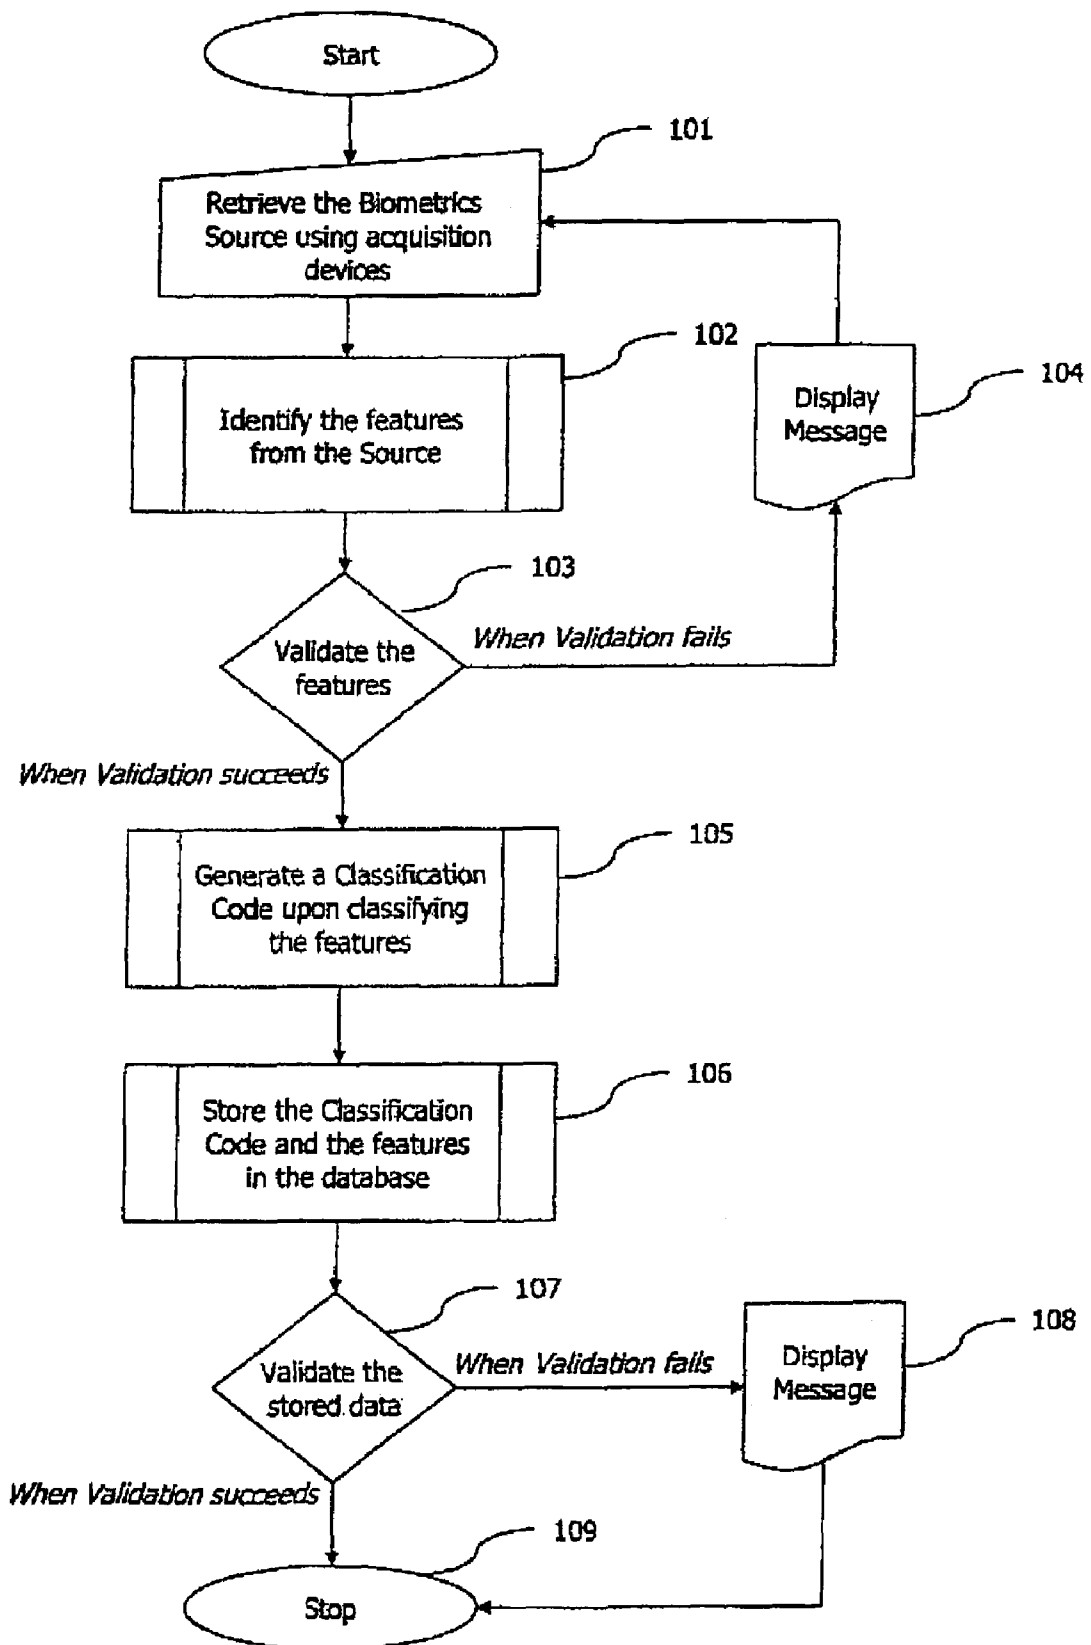 Start
101
Retrieve the Biometrics
Source using acquisition
devices
102
Identify the features
from the Source
104
Display
Message
103
Validate the
features
When Validation fails
When Validation succeeds
105
Generate a Classification
Code upon classifying
the features
106
Store the Classification
Code and the features
in the database
107
Validate the
stored data
When Validation fails
108
Display
Message
When Validation succeeds
109
Stop